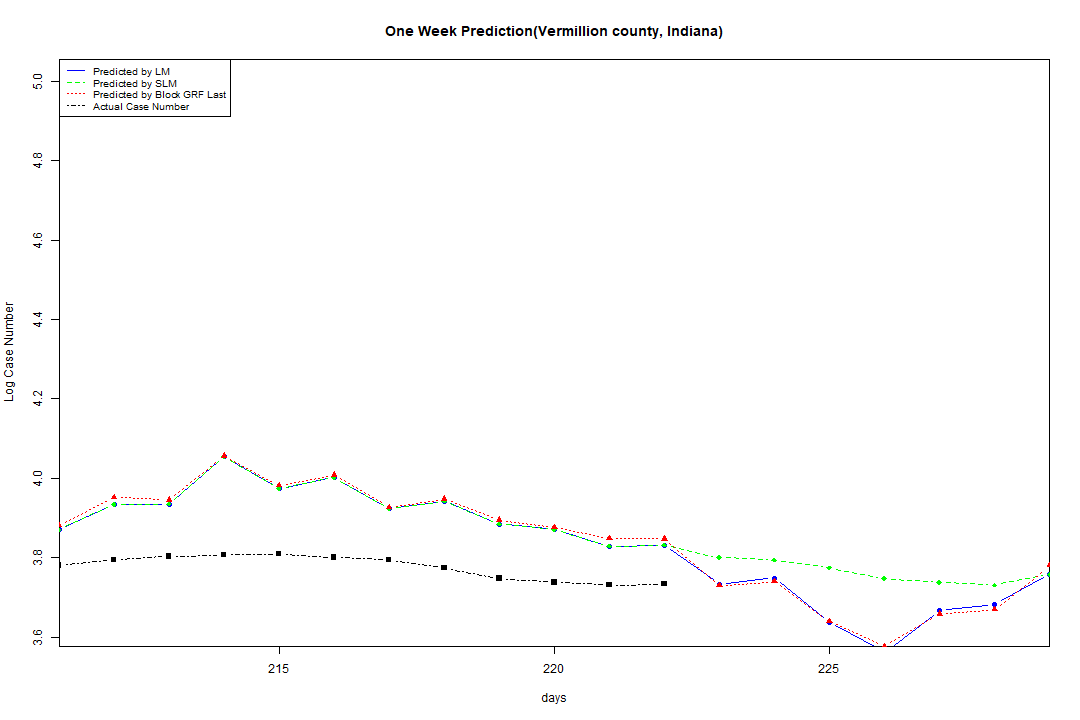 One Week Prediction(Vermillion county, Indiana)
Predicted by LM
Predicted by SLM
Predicted by Block GRF Last
Actual Case Number
5.0
4.8
4.6
4.4
4.2
4.0
3.8
3.6
Log Case Number
215
220
225
days